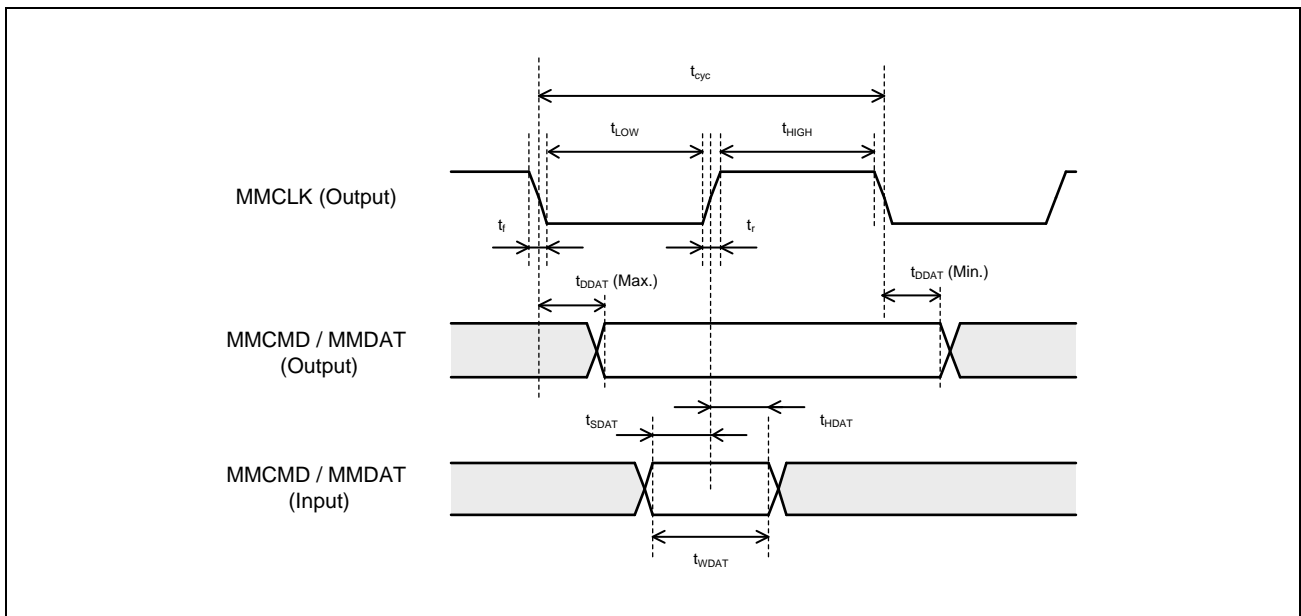 tcyc
tLOW
tHIGH
MMCLK (Output)
tf
tr
tDDAT (Max.)
tDDAT (Min.)
MMCMD / MMDAT
(Output)
tSDAT
tHDAT
MMCMD / MMDAT
(Input)
tWDAT